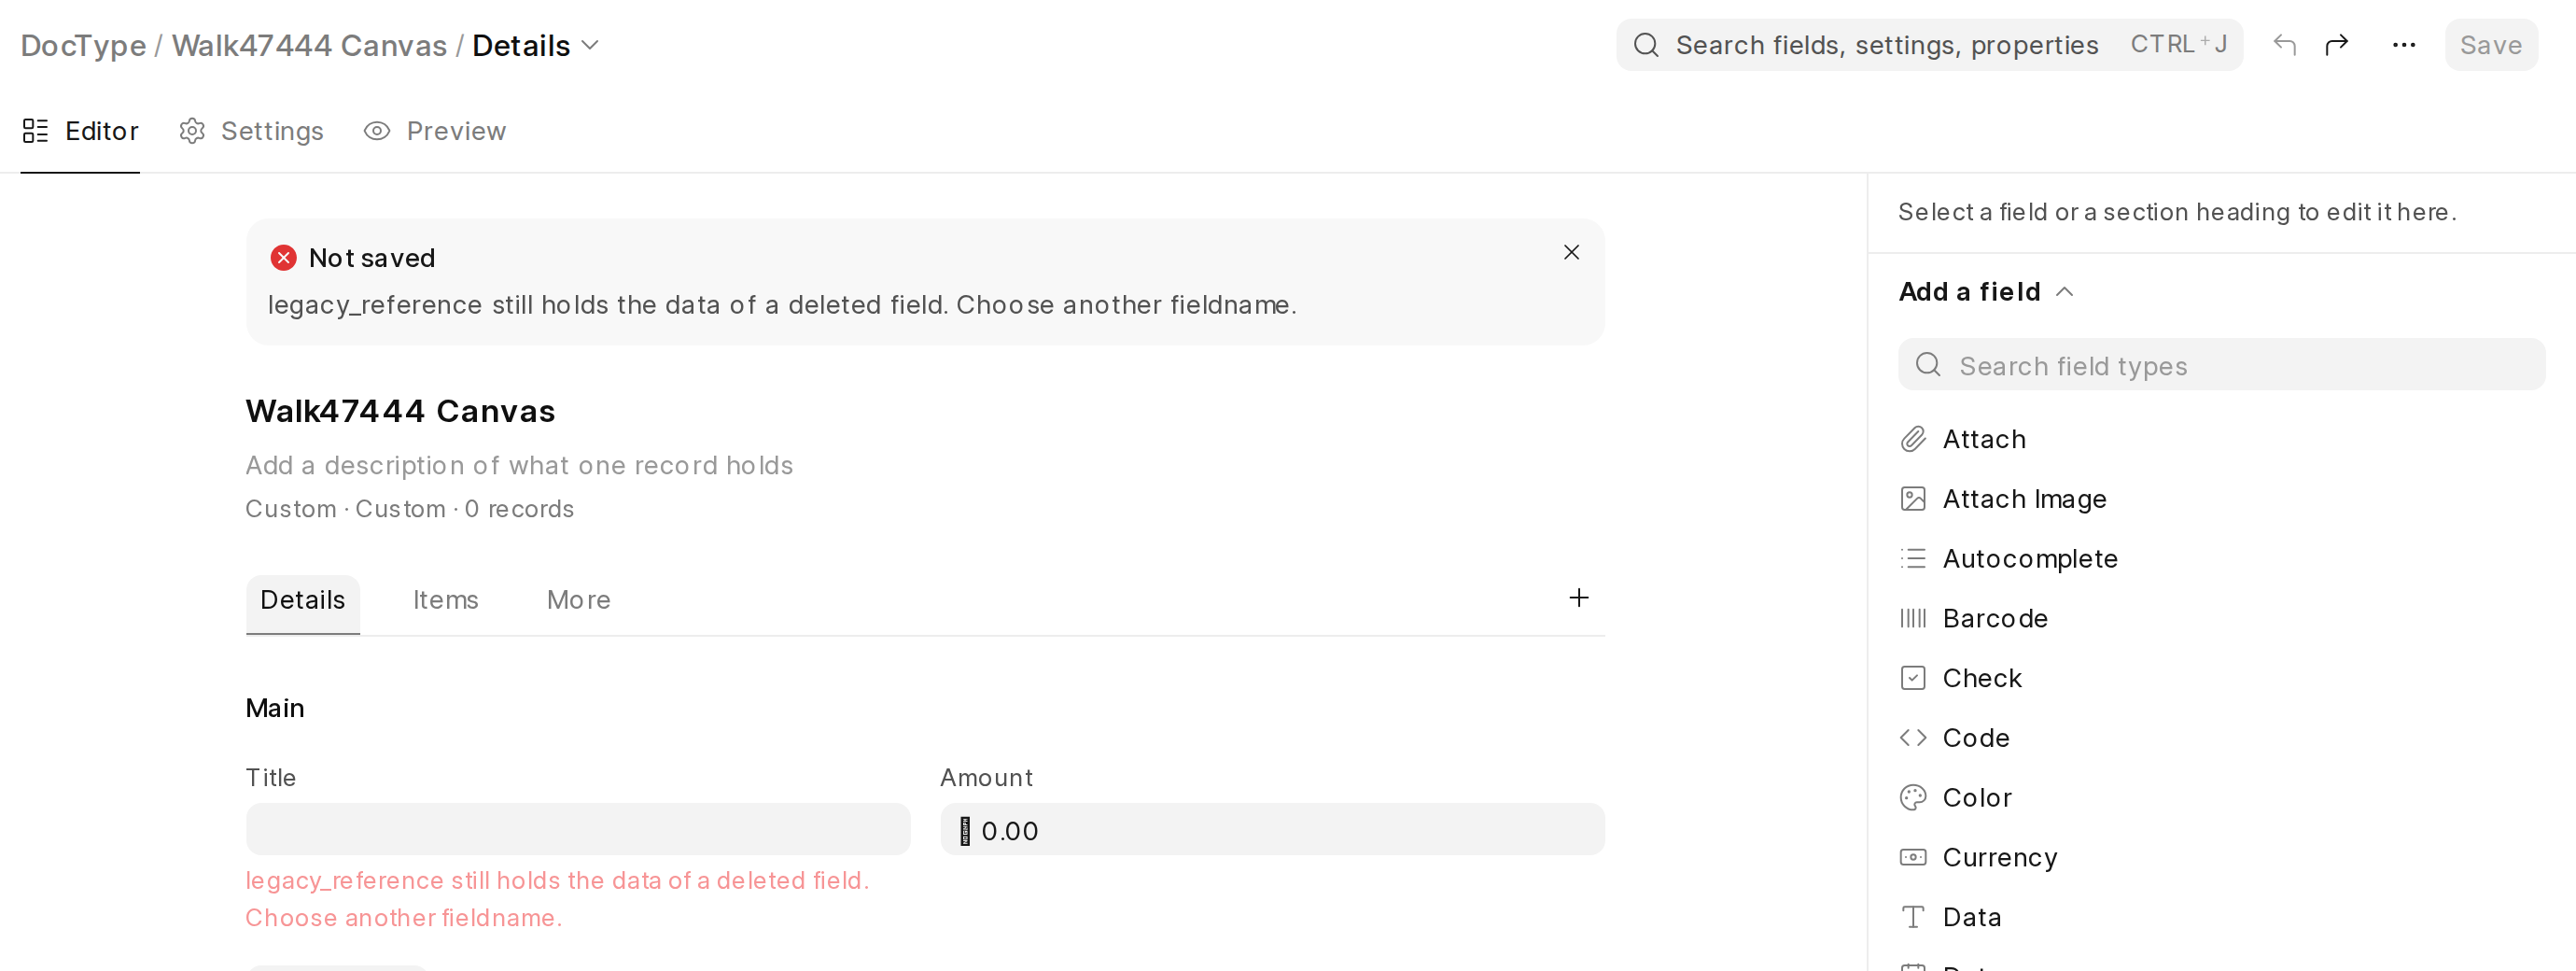 DocType / Walk47444 Canvas / Details
Search fields, settings, properties CTRL+J
Save
Editor Settings Preview
Select a field or a section heading to edit it here.
Not saved
legacy_reference still holds the data of a deleted field. Choose another fieldname.
Add a field
Search field types
Walk47444 Canvas
Add a description of what one record holds
Custom · Custom · 0 records
Details Items More
Main
Title
Amount
0.00
legacy_reference still holds the data of a deleted field.
Choose another fieldname.
Attach
Attach Image
Autocomplete
Barcode
Check
Code
Color
Currency
Data